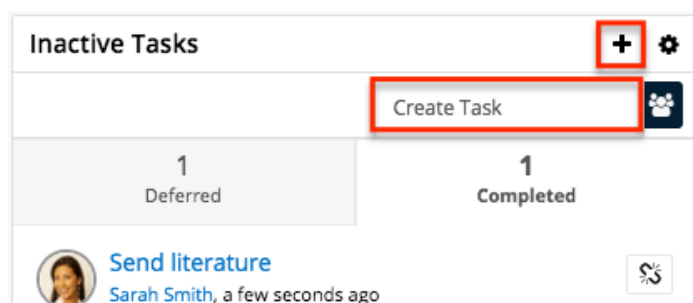 Inactive Tasks
Create Task
1
Deferred
1
Completed
Send literature
Sarah Smith, a few seconds ago